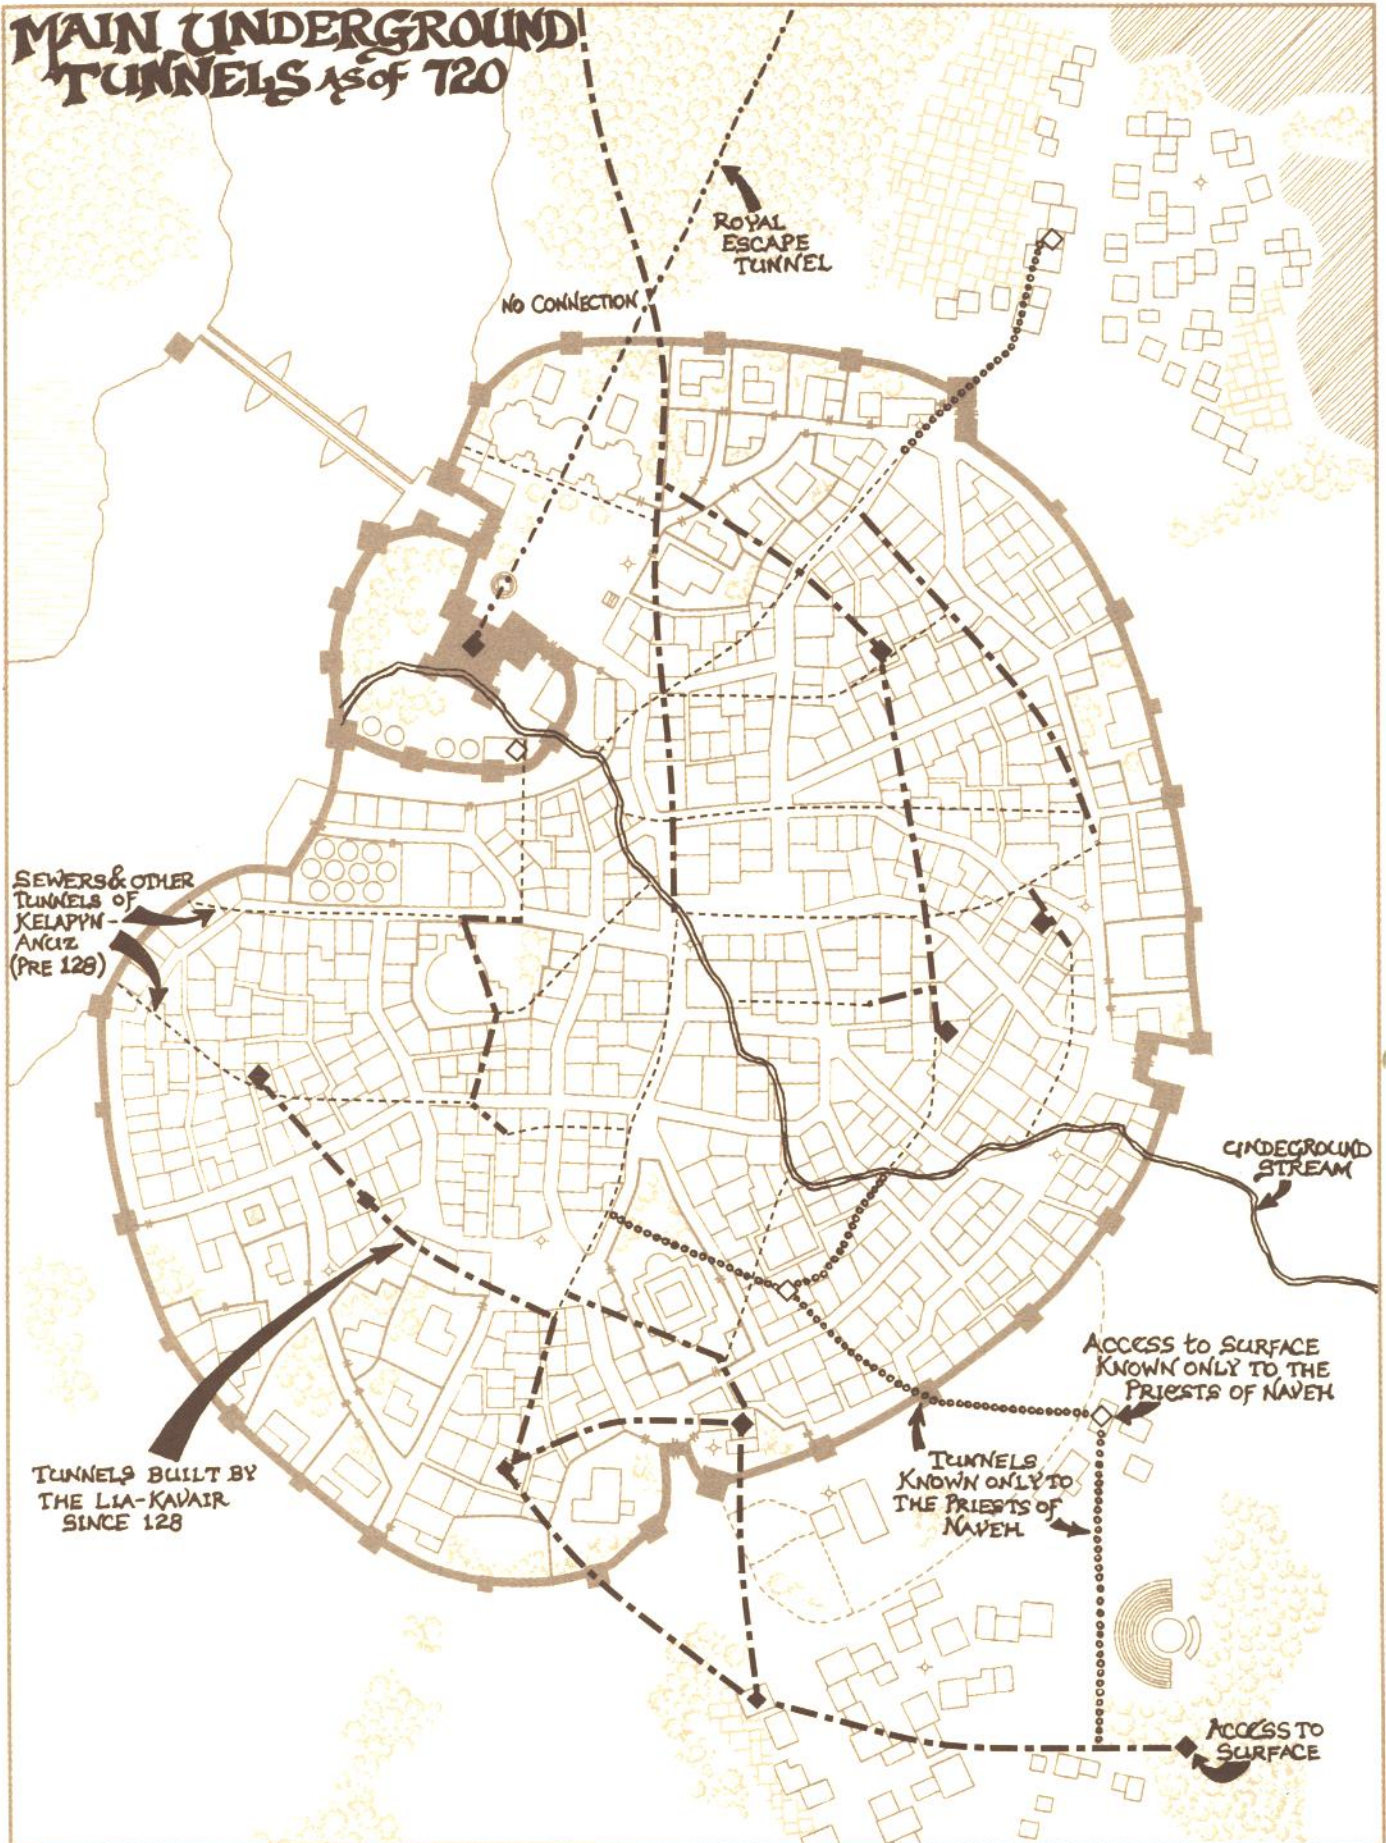 MAIN UNDERGROUND
TUNNELS AS OF 720
ROYAL
ESCAPE
TUNNEL
NO CONNECTION
SEWERS & OTHER
TUNNELS OF
KELAPYN-
ANUZ
(PRE 128)
UNDEGROUND
STREAM
ACCESS TO SURFACE
KNOWN ONLY TO THE
PRIESTS OF NAVEH
TUNNELS
KNOWN ONLY TO
THE PRIESTS OF
NAVEH
TUNNELS BUILT BY
THE LIA-KAVAIR
SINCE 128
ACCESS TO
SURFACE